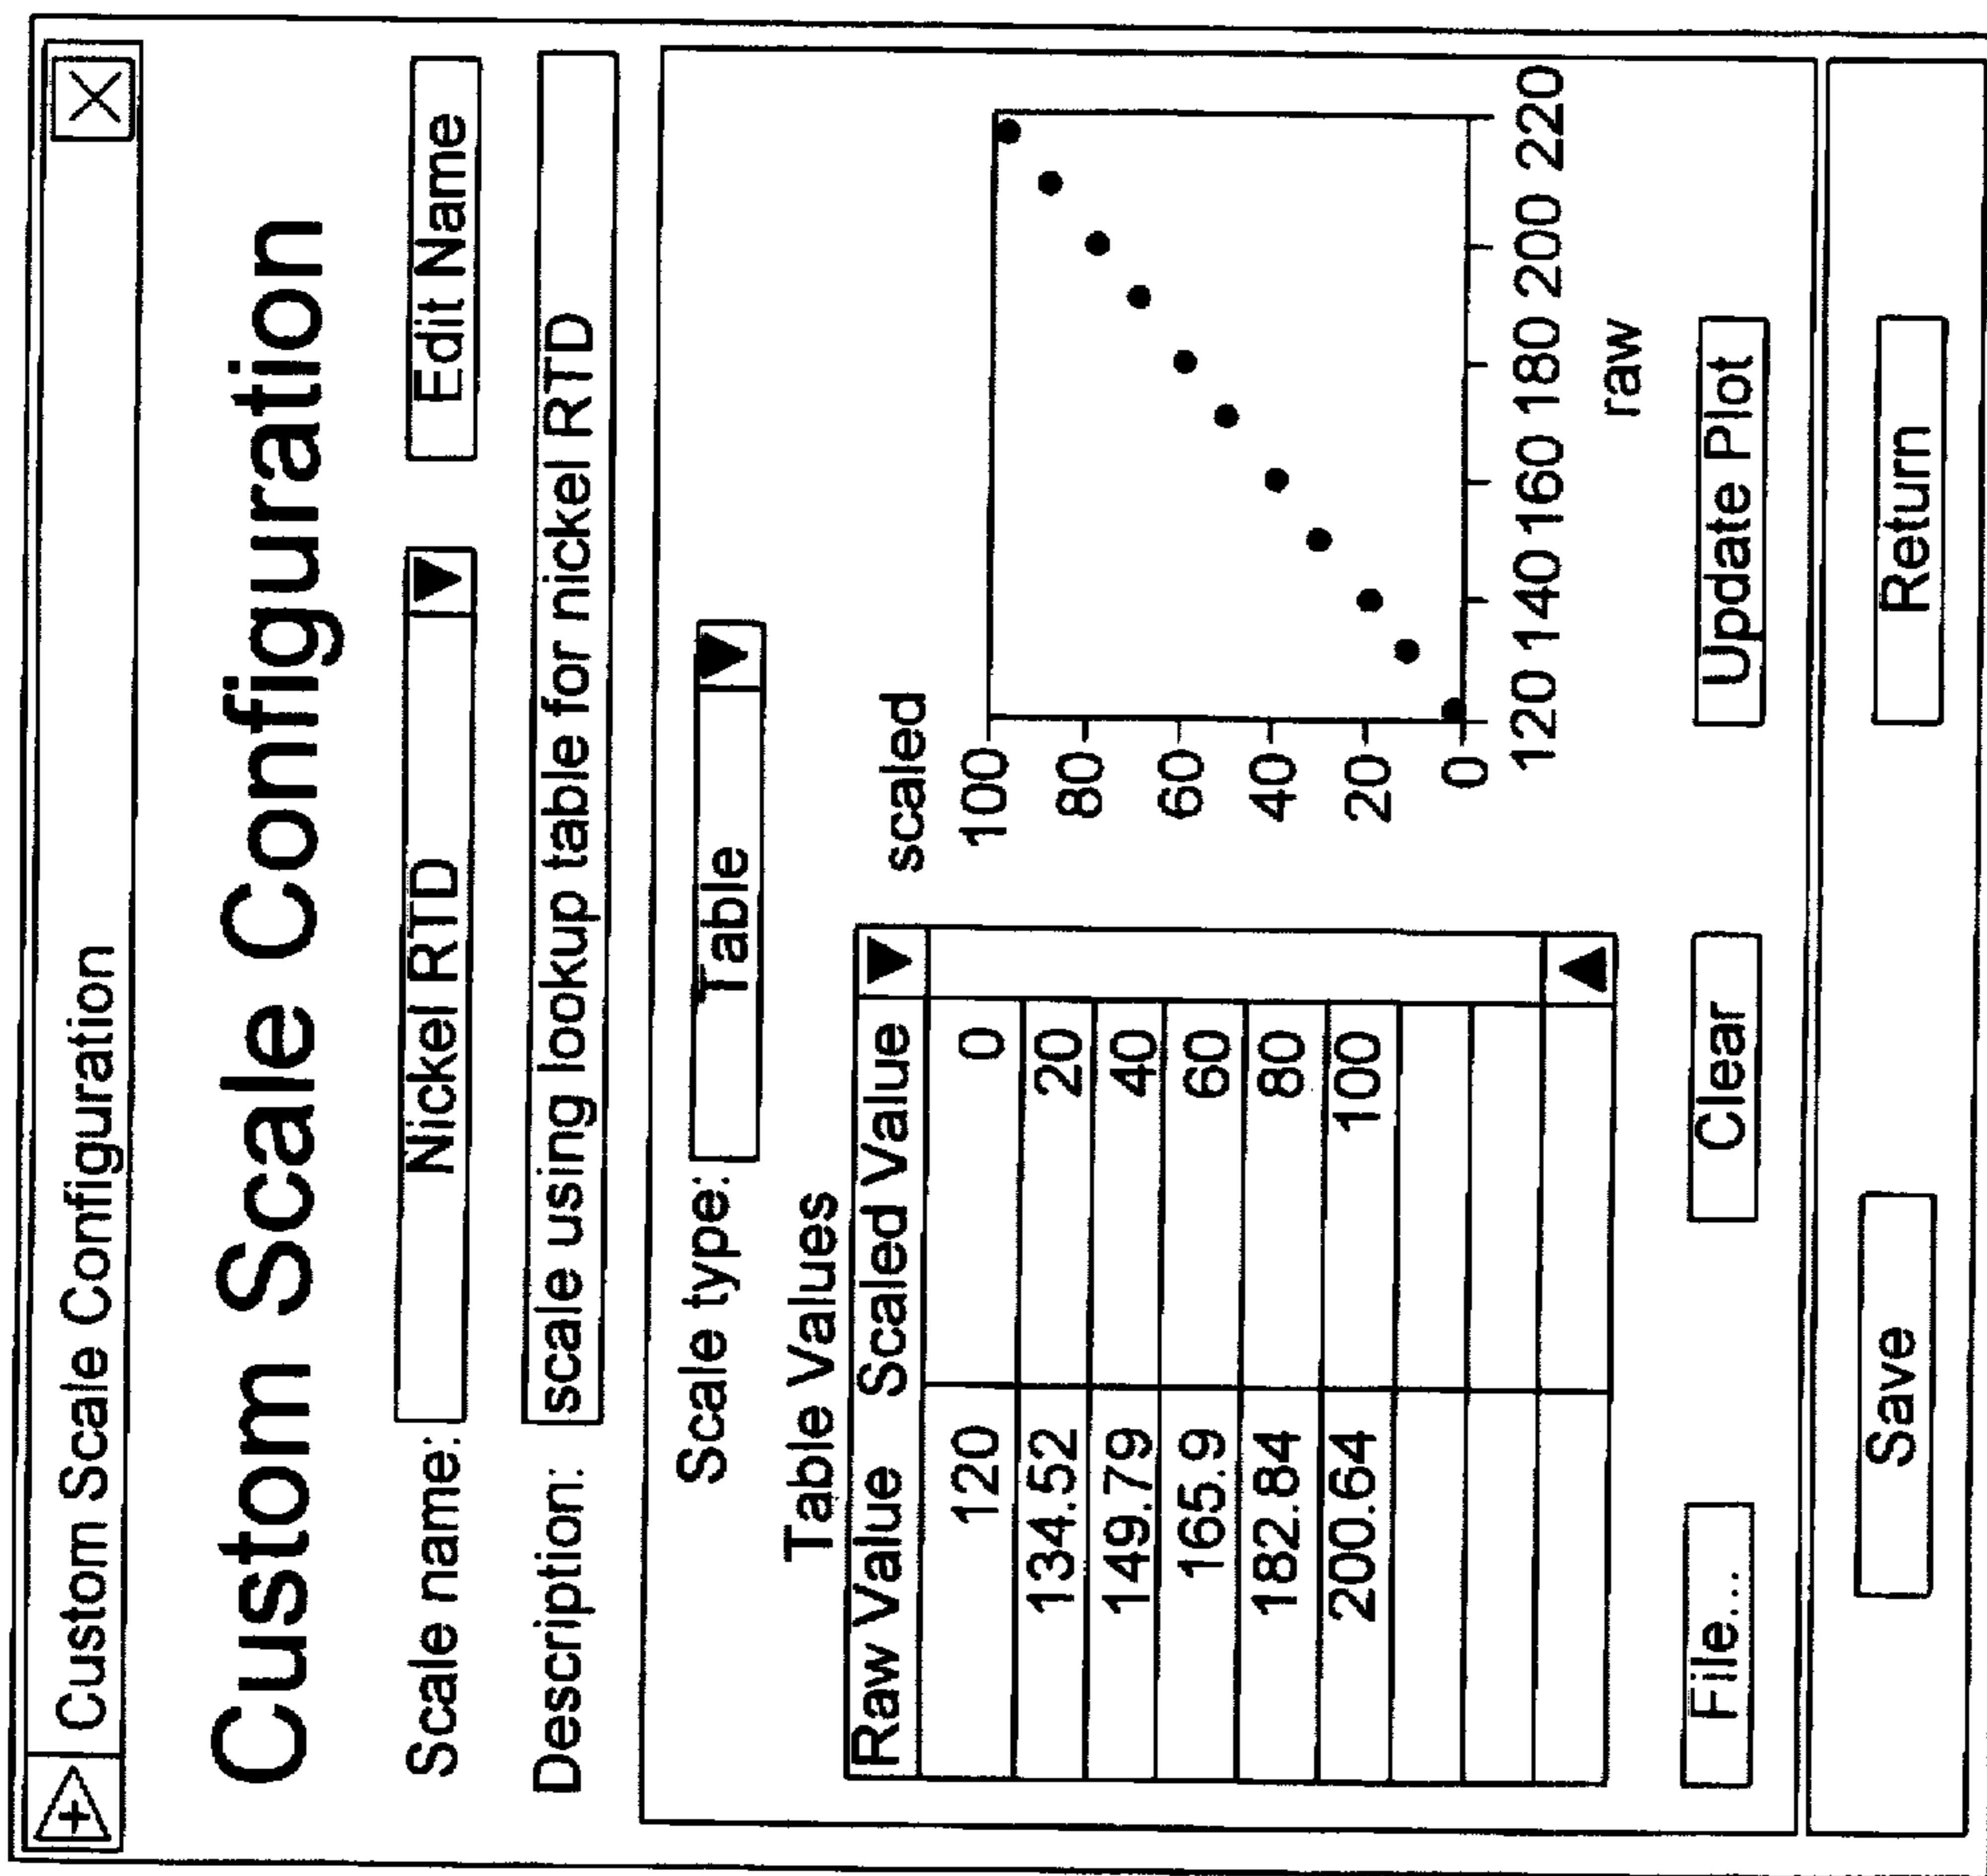 Custom Scale Configuration
Custom Scale Configuration
Scale name: Nickel RTD Edit Name
Description: scale using lookup table for nickel RTD
Scale type: Table
Table Values
Raw Value Scaled Value
120 0
134.52 20
149.79 40
165.9 60
182.84 80
200.64 100
scaled
100
80
60
40
20
0
120 140 160 180 200 220
raw
File... Clear Update Plot
Save Return